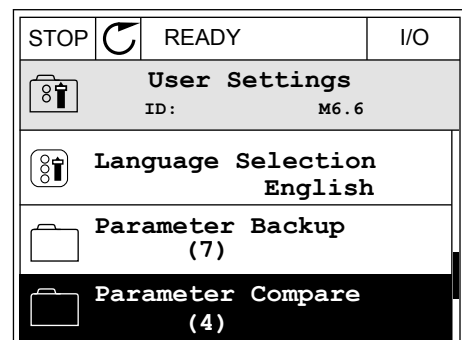 STOP READY I/O
User Settings
ID: M6.6
Language Selection
English
Parameter Backup
(7)
Parameter Compare
(4)